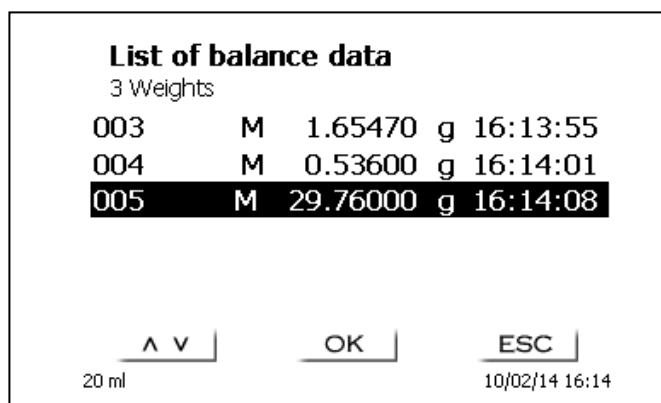 List of balance data
3 Weights
003 M 1.65470 g 16:13:55
004 M 0.53600 g 16:14:01
005 M 29.76000 g 16:14:08
∧ ∨ OK ESC
20 ml 10/02/14 16:14